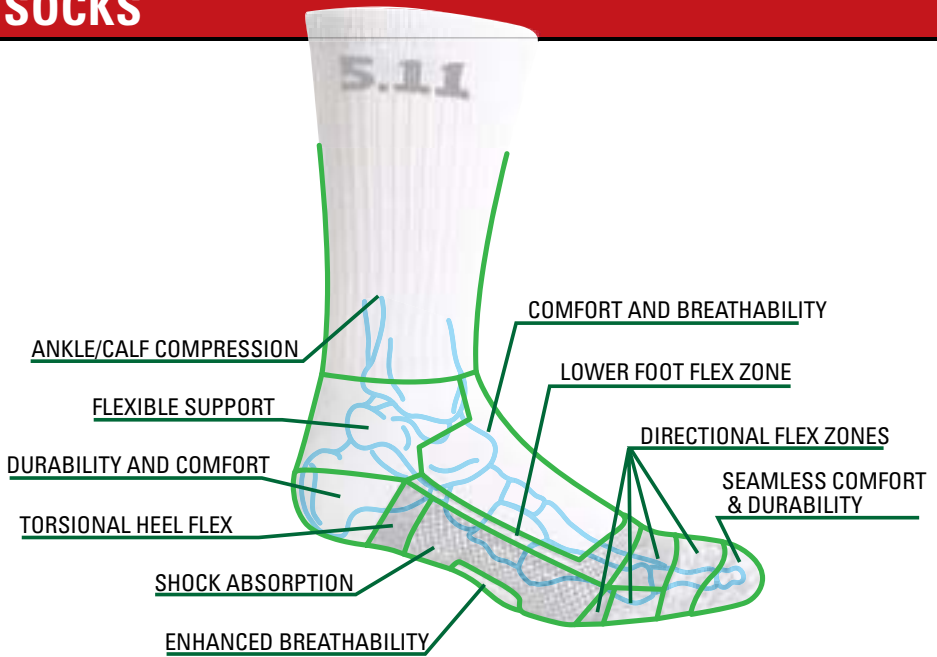 SOCKS
5.11
ANKLE/CALF COMPRESSION
FLEXIBLE SUPPORT
DURABILITY AND COMFORT
TORSIONAL HEEL FLEX
SHOCK ABSORPTION
ENHANCED BREATHABILITY
COMFORT AND BREATHABILITY
LOWER FOOT FLEX ZONE
DIRECTIONAL FLEX ZONES
SEAMLESS COMFORT
& DURABILITY